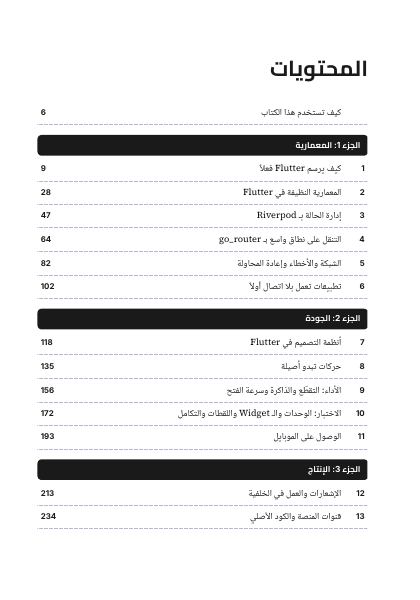 المحتويات
كيف تستخدم هذا الكتاب 6
الجزء 1: المعمارية
1 كيف يرسم Flutter فعلاً 9
2 المعمارية النظيفة في Flutter 28
3 إدارة الحالة بـ Riverpod 47
4 التنقل على نطاق واسع بـ go_router 64
5 الشبكة والأخطاء وإعادة المحاولة 82
6 تطبيقات تعمل بلا اتصال أولاً 102
الجزء 2: الجودة
7 أنظمة التصميم في Flutter 118
8 حركات تبدو أصيلة 135
9 الأداء: التقطّع والذاكرة وسرعة الفتح 156
10 الاختبار: الوحدات والـ Widget واللقطات والتكامل 172
11 الوصول على الموبايل 193
الجزء 3: الإنتاج
12 الإشعارات والعمل في الخلفية 213
13 قنوات المنصة والكود الأصلي 234